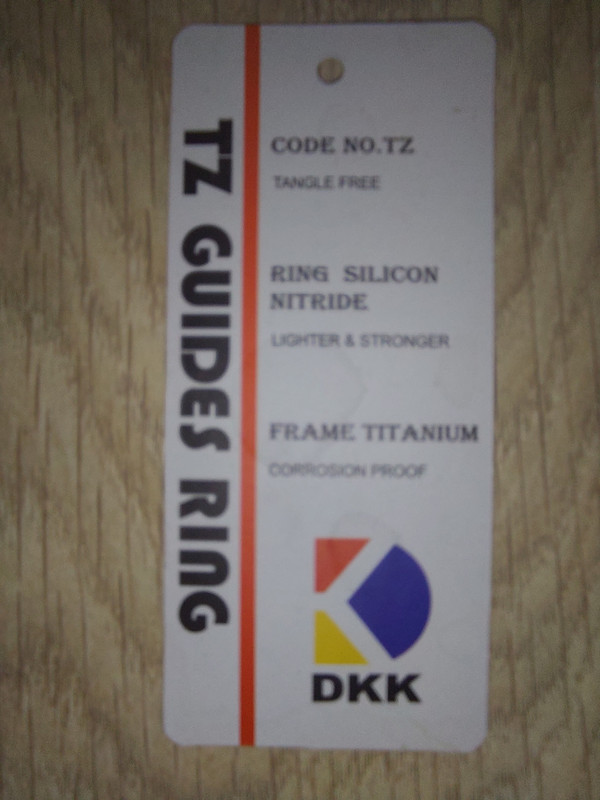 TZ GUIDES RING
CODE NO.TZ
TANGLE FREE
RING SILICON
NITRIDE
LIGHTER & STRONGER
FRAME TITANIUM
CORROSION PROOF
DKK